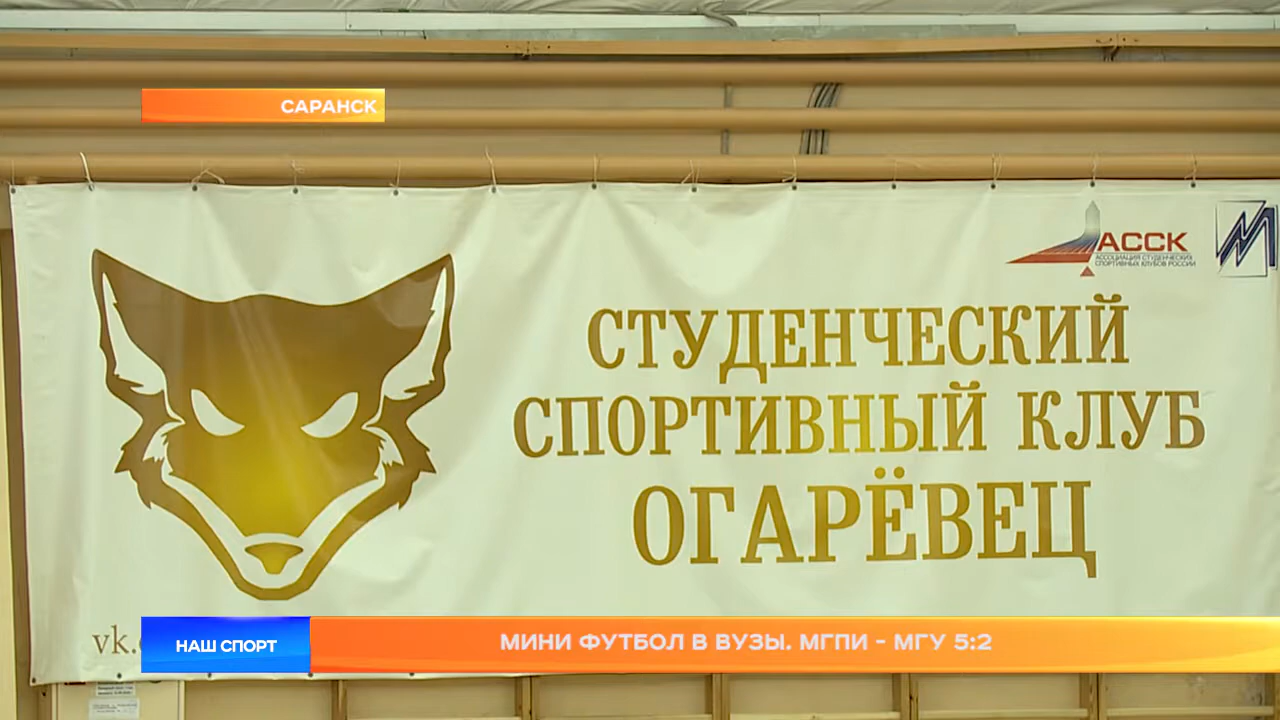 САРАНСК
АССК
АССОЦИАЦИЯ СТУДЕНЧЕСКИХ
СПОРТИВНЫХ КЛУБОВ РОССИИ
СТУДЕНЧЕСКИЙ
СПОРТИВНЫЙ КЛУБ
ОГАРЁВЕЦ
vk.
НАШ СПОРТ
МИНИ ФУТБОЛ В ВУЗЫ. МГПИ - МГУ 5:2